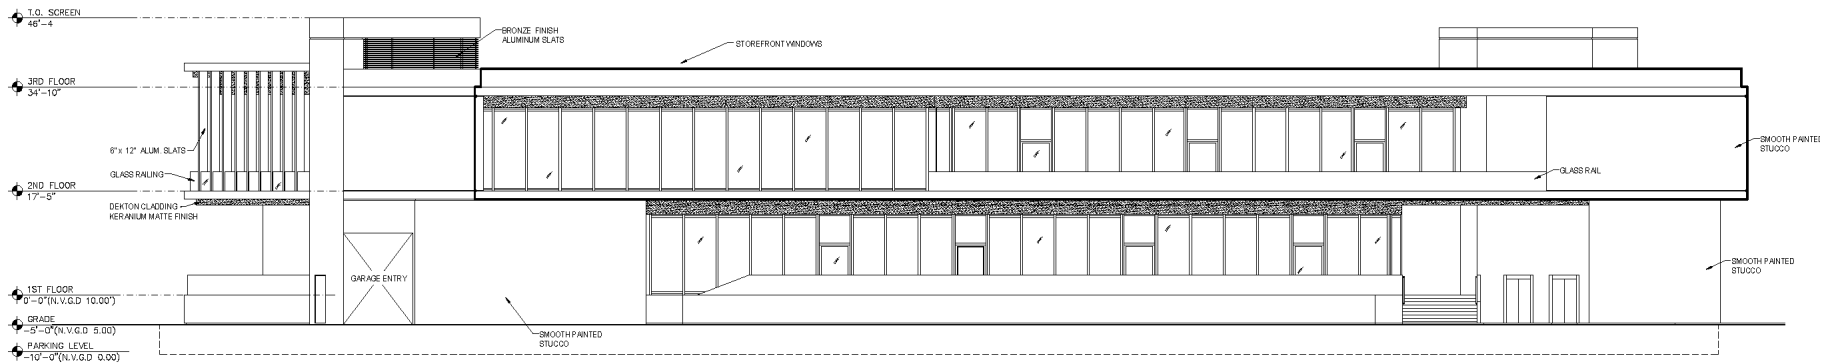 T.O. SCREEN
46'-4
BRONZE FINISH
ALUMINUM SLATS
STOREFRONT WINDOWS
3RD FLOOR
34'-10"
6" x 12" ALUM. SLATS
SMOOTH PAINTED
STUCCO
GLASS RAILING
GLASS RAIL
2ND FLOOR
17'-5"
DEKTON CLADDING
KERANIUM MATTE FINISH
SMOOTH PAINTED
STUCCO
GARAGE ENTRY
1ST FLOOR
0'-0"(N.V.G.D 10.00')
GRADE
-5'-0"(N.V.G.D 5.00)
SMOOTH PAINTED
STUCCO
PARKING LEVEL
-10'-0"(N.V.G.D 0.00)